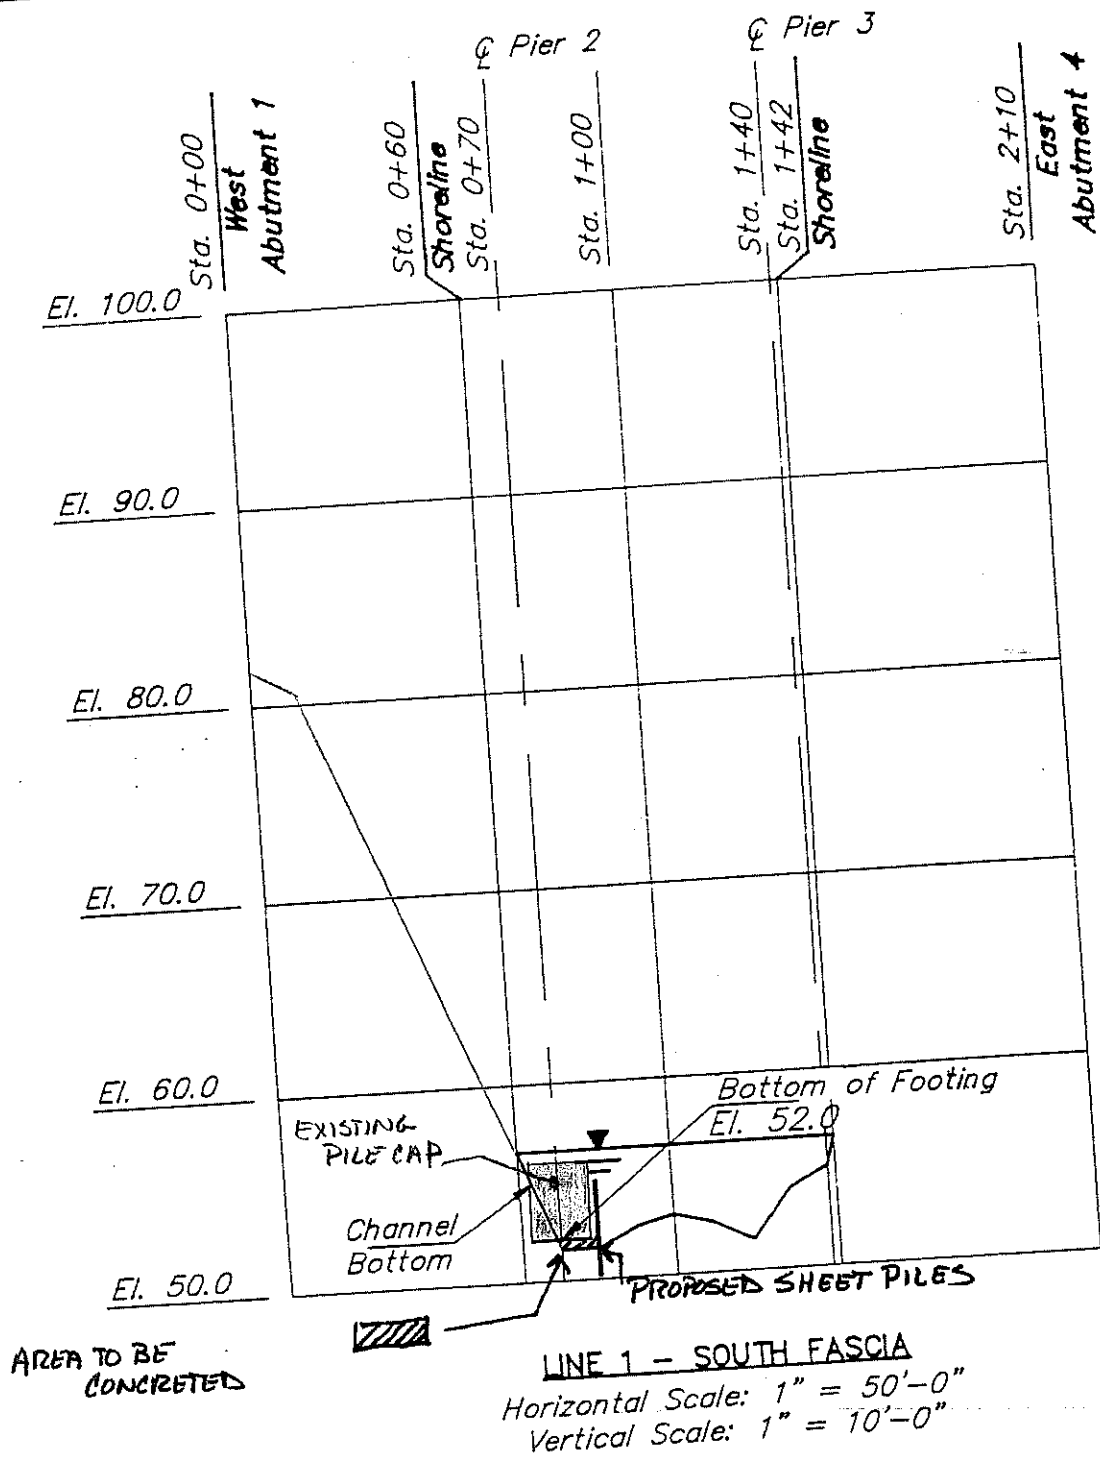 ℄ Pier 2
℄ Pier 3
Sta. 0+00
West
Abutment 1
Sta. 0+60
Shoreline
Sta. 0+70
Sta. 1+00
Sta. 1+40
Sta. 1+42
Shoreline
Sta. 2+10
East
Abutment 4
El. 100.0
El. 90.0
El. 80.0
El. 70.0
El. 60.0
Bottom of Footing
El. 52.0
EXISTING
PILE CAP
Channel
Bottom
El. 50.0
PROPOSED SHEET PILES
AREA TO BE
CONCRETED
LINE 1 - SOUTH FASCIA
Horizontal Scale: 1" = 50'-0"
Vertical Scale: 1" = 10'-0"